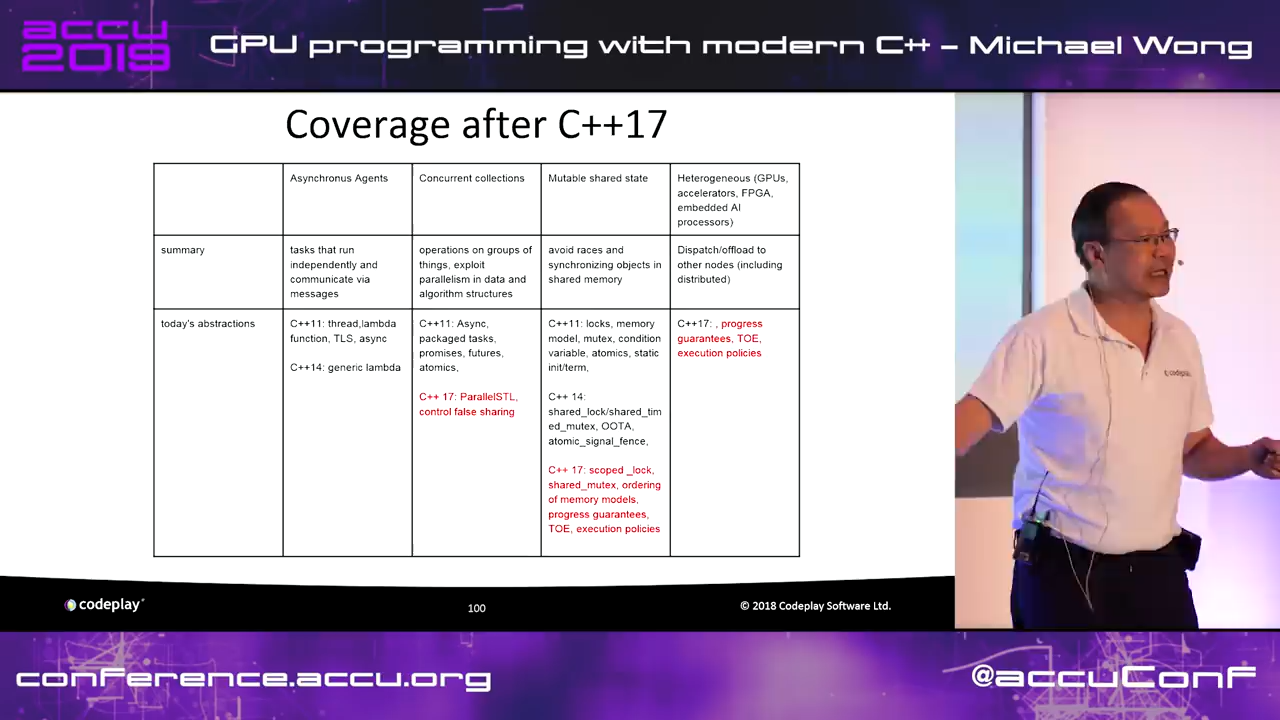 accu
2019
GPU programming with modern C++ – Michael Wong
Coverage after C++17
Asynchronus Agents
Concurrent collections
Mutable shared state
Heterogeneous (GPUs,
accelerators, FPGA,
embedded AI
processors)
summary
tasks that run
independently and
communicate via
messages
operations on groups of
things, exploit
parallelism in data and
algorithm structures
avoid races and
synchronizing objects in
shared memory
Dispatch/offload to
other nodes (including
distributed)
today's abstractions
C++11: thread,lambda
function, TLS, async
C++14: generic lambda
C++11: Async,
packaged tasks,
promises, futures,
atomics,
C++ 17: ParallelSTL,
control false sharing
C++11: locks, memory
model, mutex, condition
variable, atomics, static
init/term,
C++ 14:
shared_lock/shared_tim
ed_mutex, OOTA,
atomic_signal_fence,
C++ 17: scoped _lock,
shared_mutex, ordering
of memory models,
progress guarantees,
TOE, execution policies
C++17: , progress
guarantees, TOE,
execution policies
codeplay
codeplay
100
© 2018 Codeplay Software Ltd.
conference.accu.org
@accuConf